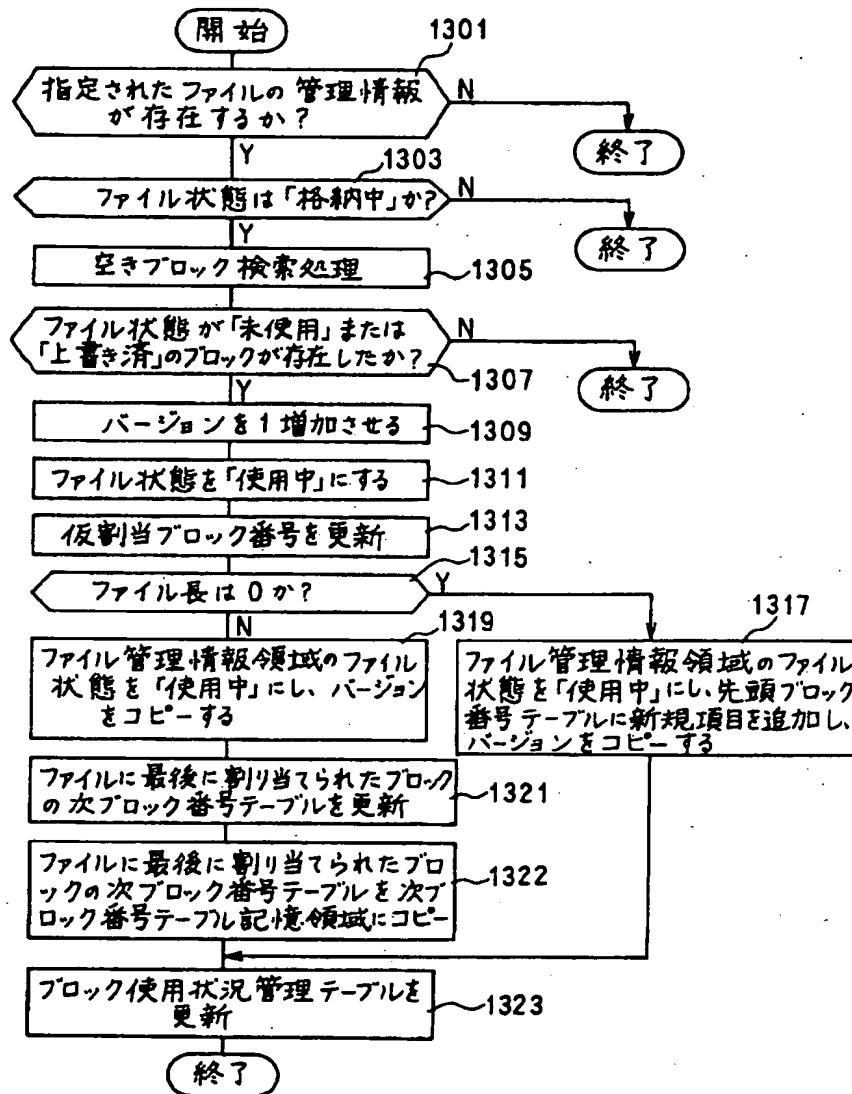 開始
1301
指定されたファイルの管理情報
が存在するか?
N
終了
Y
1303
ファイル状態は「格納中」か?
N
終了
Y
空きブロック検索処理
1305
ファイル状態が「未使用」または
「上書き済」のブロックが存在したか?
N
1307
終了
Y
バージョンを1増加させる
1309
ファイル状態を「使用中」にする
1311
仮割当ブロック番号を更新
1313
1315
ファイル長は0か?
Y
N
1319
ファイル管理情報領域のファイル
状態を「使用中」にし、バージョン
をコピーする
1317
ファイル管理情報領域のファイル
状態を「使用中」にし、先頭ブロック
番号テーブルに新規項目を追加し、
バージョンをコピーする
ファイルに最後に割り当てられたブロック
の次ブロック番号テーブルを更新
1321
ファイルに最後に割り当てられたブロ
ックの次ブロック番号テーブルを次ブ
ロック番号テーブル記憶領域にコピー
1322
ブロック使用状況管理テーブルを
更新
1323
終了